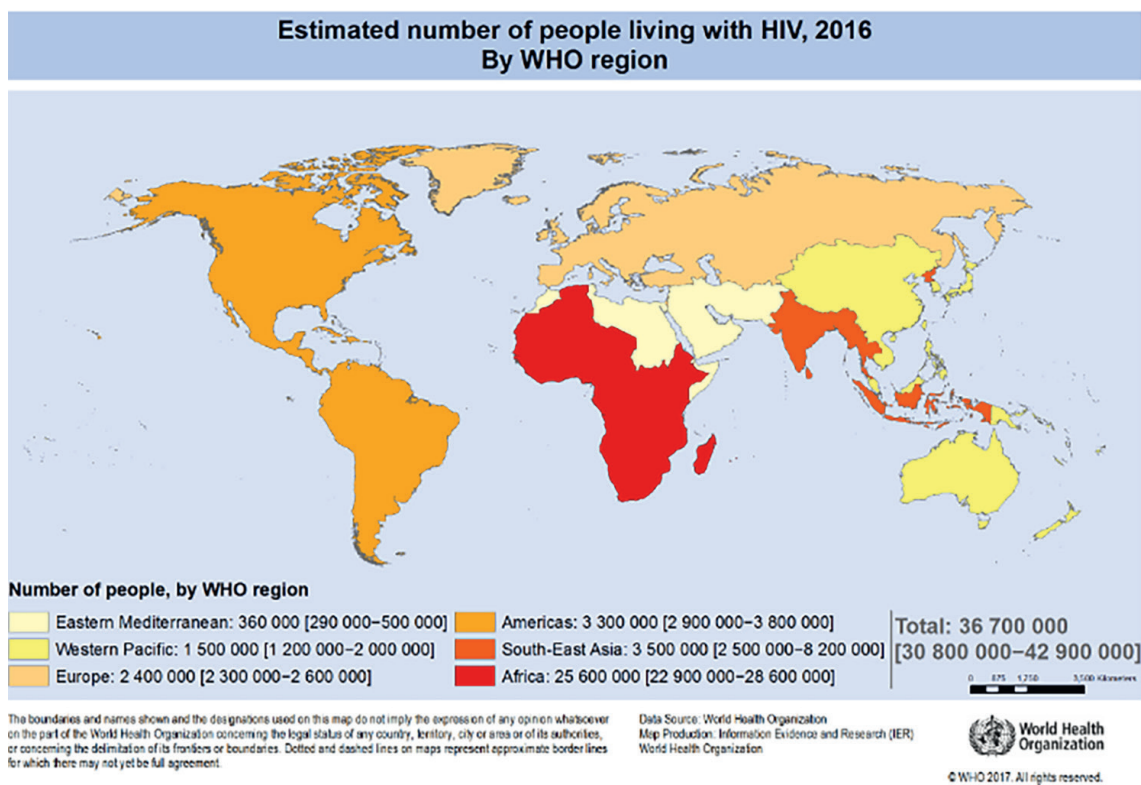 Estimated number of people living with HIV, 2016
By WHO region
Number of people, by WHO region
Eastern Mediterranean: 360 000 [290 000–500 000]
Western Pacific: 1 500 000 [1 200 000–2 000 000]
Europe: 2 400 000 [2 300 000–2 600 000]
Americas: 3 300 000 [2 900 000–3 800 000]
South-East Asia: 3 500 000 [2 500 000–8 200 000]
Africa: 25 600 000 [22 900 000–28 600 000]
Total: 36 700 000
[30 800 000–42 900 000]
0 875 1,750 3,500 Kilometers
The boundaries and names shown and the designations used on this map do not imply the expression of any opinion whatsoever
on the part of the World Health Organization concerning the legal status of any country, territory, city or area or of its authorities,
or concerning the delimitation of its frontiers or boundaries. Dotted and dashed lines on maps represent approximate border lines
for which there may not yet be full agreement.
Data Source: World Health Organization
Map Production: Information Evidence and Research (IER)
World Health Organization
World Health
Organization
© WHO 2017. All rights reserved.